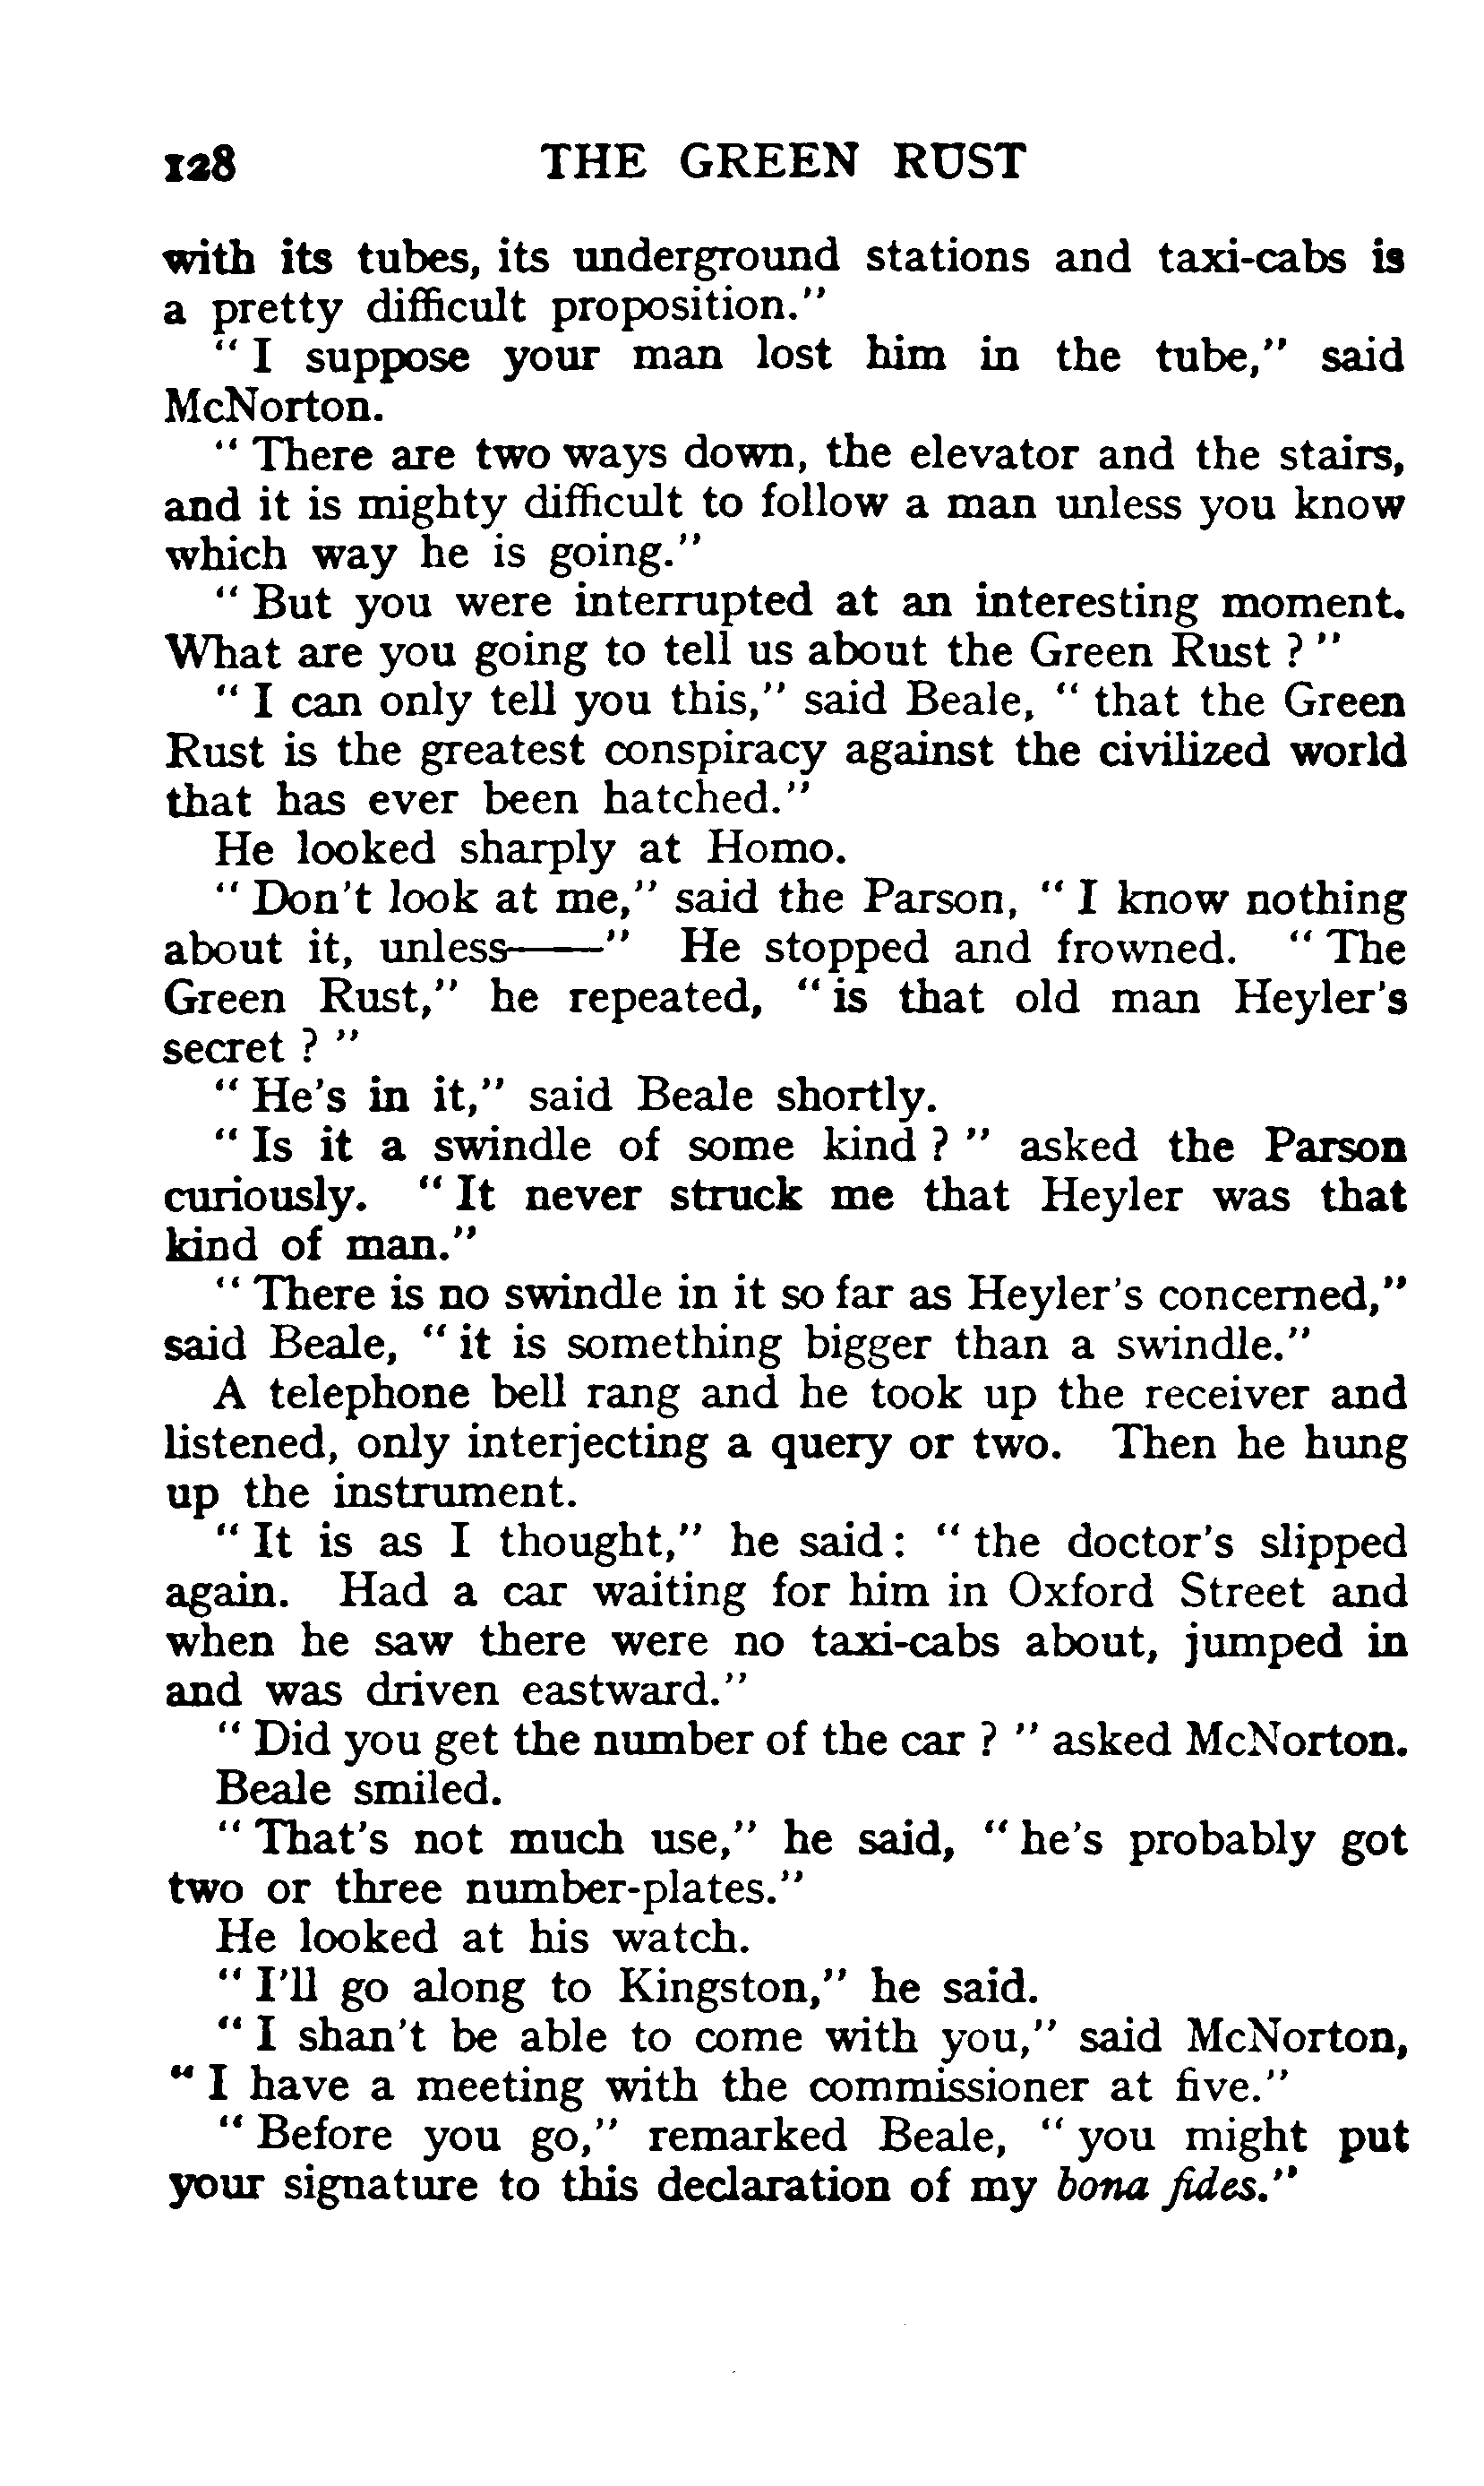 128 THE GREEN RUST
with its tubes, its underground stations and taxi-cabs is
a pretty difficult proposition."
" I suppose your man lost him in the tube," said
McNorton.
" There are two ways down, the elevator and the stairs,
and it is mighty difficult to follow a man unless you know
which way he is going."
" But you were interrupted at an interesting moment.
What are you going to tell us about the Green Rust ? "
" I can only tell you this," said Beale, " that the Green
Rust is the greatest conspiracy against the civilized world
that has ever been hatched."
He looked sharply at Homo.
" Don't look at me," said the Parson, " I know nothing
about it, unless——" He stopped and frowned. " The
Green Rust," he repeated, " is that old man Heyler's
secret ? "
" He's in it," said Beale shortly.
" Is it a swindle of some kind ? " asked the Parson
curiously. " It never struck me that Heyler was that
kind of man."
" There is no swindle in it so far as Heyler's concerned,"
said Beale, " it is something bigger than a swindle."
A telephone bell rang and he took up the receiver and
listened, only interjecting a query or two. Then he hung
up the instrument.
" It is as I thought," he said : " the doctor's slipped
again. Had a car waiting for him in Oxford Street and
when he saw there were no taxi-cabs about, jumped in
and was driven eastward."
" Did you get the number of the car ? " asked McNorton.
Beale smiled.
" That's not much use," he said, " he's probably got
two or three number-plates."
He looked at his watch.
" I'll go along to Kingston," he said.
" I shan't be able to come with you," said McNorton,
" I have a meeting with the commissioner at five."
" Before you go," remarked Beale, " you might put
your signature to this declaration of my bona fides."